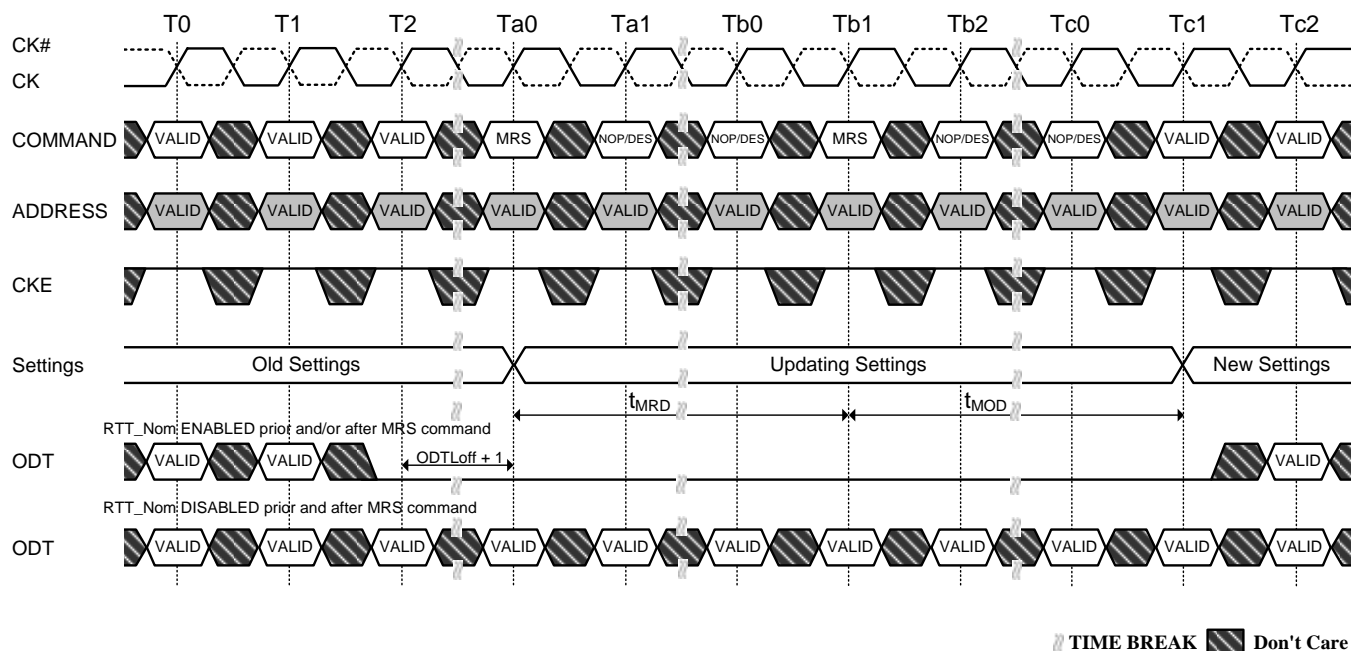 T0 T1 T2 Ta0 Ta1 Tb0 Tb1 Tb2 Tc0 Tc1 Tc2
CK#
CK
COMMAND VALID VALID VALID MRS NOP/DES NOP/DES MRS NOP/DES NOP/DES VALID VALID
ADDRESS VALID VALID VALID VALID VALID VALID VALID VALID VALID VALID VALID
CKE
Settings Old Settings Updating Settings New Settings
tMRD tMOD
RTT_Nom ENABLED prior and/or after MRS command
ODT VALID VALID ODTLoff + 1 VALID
RTT_Nom DISABLED prior and after MRS command
ODT VALID VALID VALID VALID VALID VALID VALID VALID VALID VALID VALID
TIME BREAK Don't Care